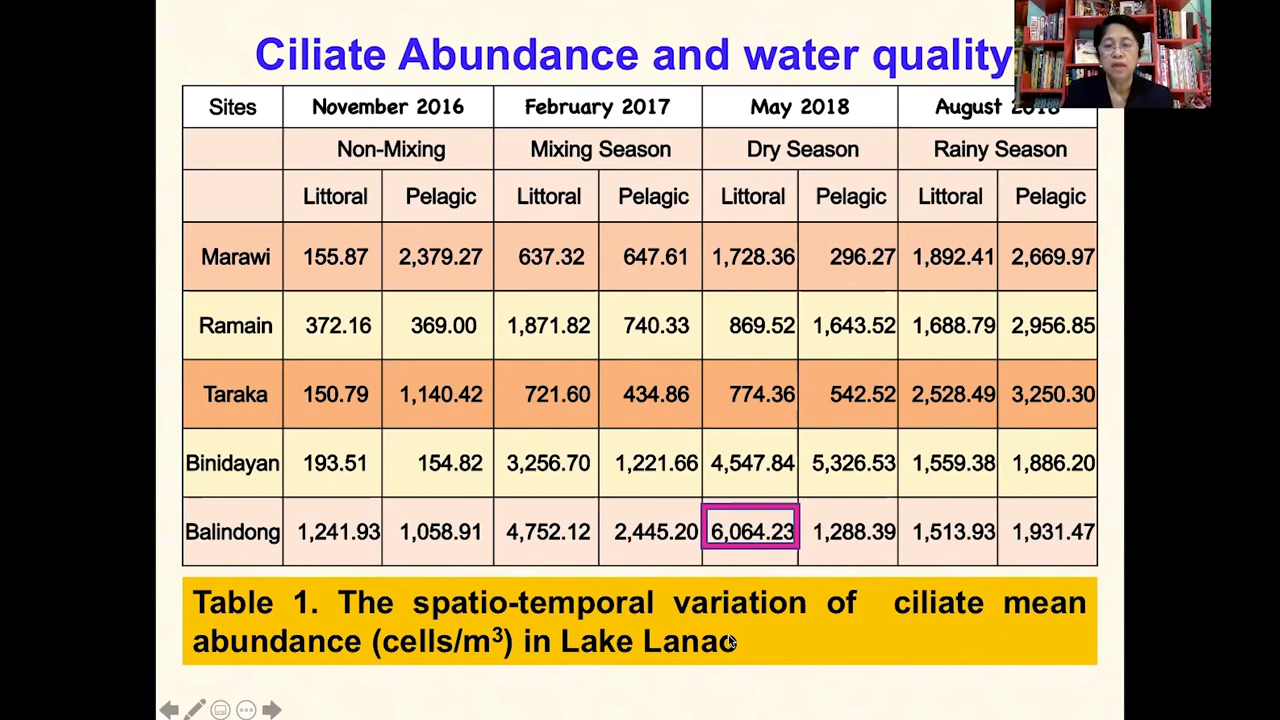 Ciliate Abundance and water quality
Sites November 2016 February 2017 May 2018 August 2018
Non-Mixing Mixing Season Dry Season Rainy Season
Littoral Pelagic Littoral Pelagic Littoral Pelagic Littoral Pelagic
Marawi 155.87 2,379.27 637.32 647.61 1,728.36 296.27 1,892.41 2,669.97
Ramain 372.16 369.00 1,871.82 740.33 869.52 1,643.52 1,688.79 2,956.85
Taraka 150.79 1,140.42 721.60 434.86 774.36 542.52 2,528.49 3,250.30
Binidayan 193.51 154.82 3,256.70 1,221.66 4,547.84 5,326.53 1,559.38 1,886.20
Balindong 1,241.93 1,058.91 4,752.12 2,445.20 6,064.23 1,288.39 1,513.93 1,931.47
Table 1. The spatio-temporal variation of ciliate mean
abundance (cells/m³) in Lake Lanao